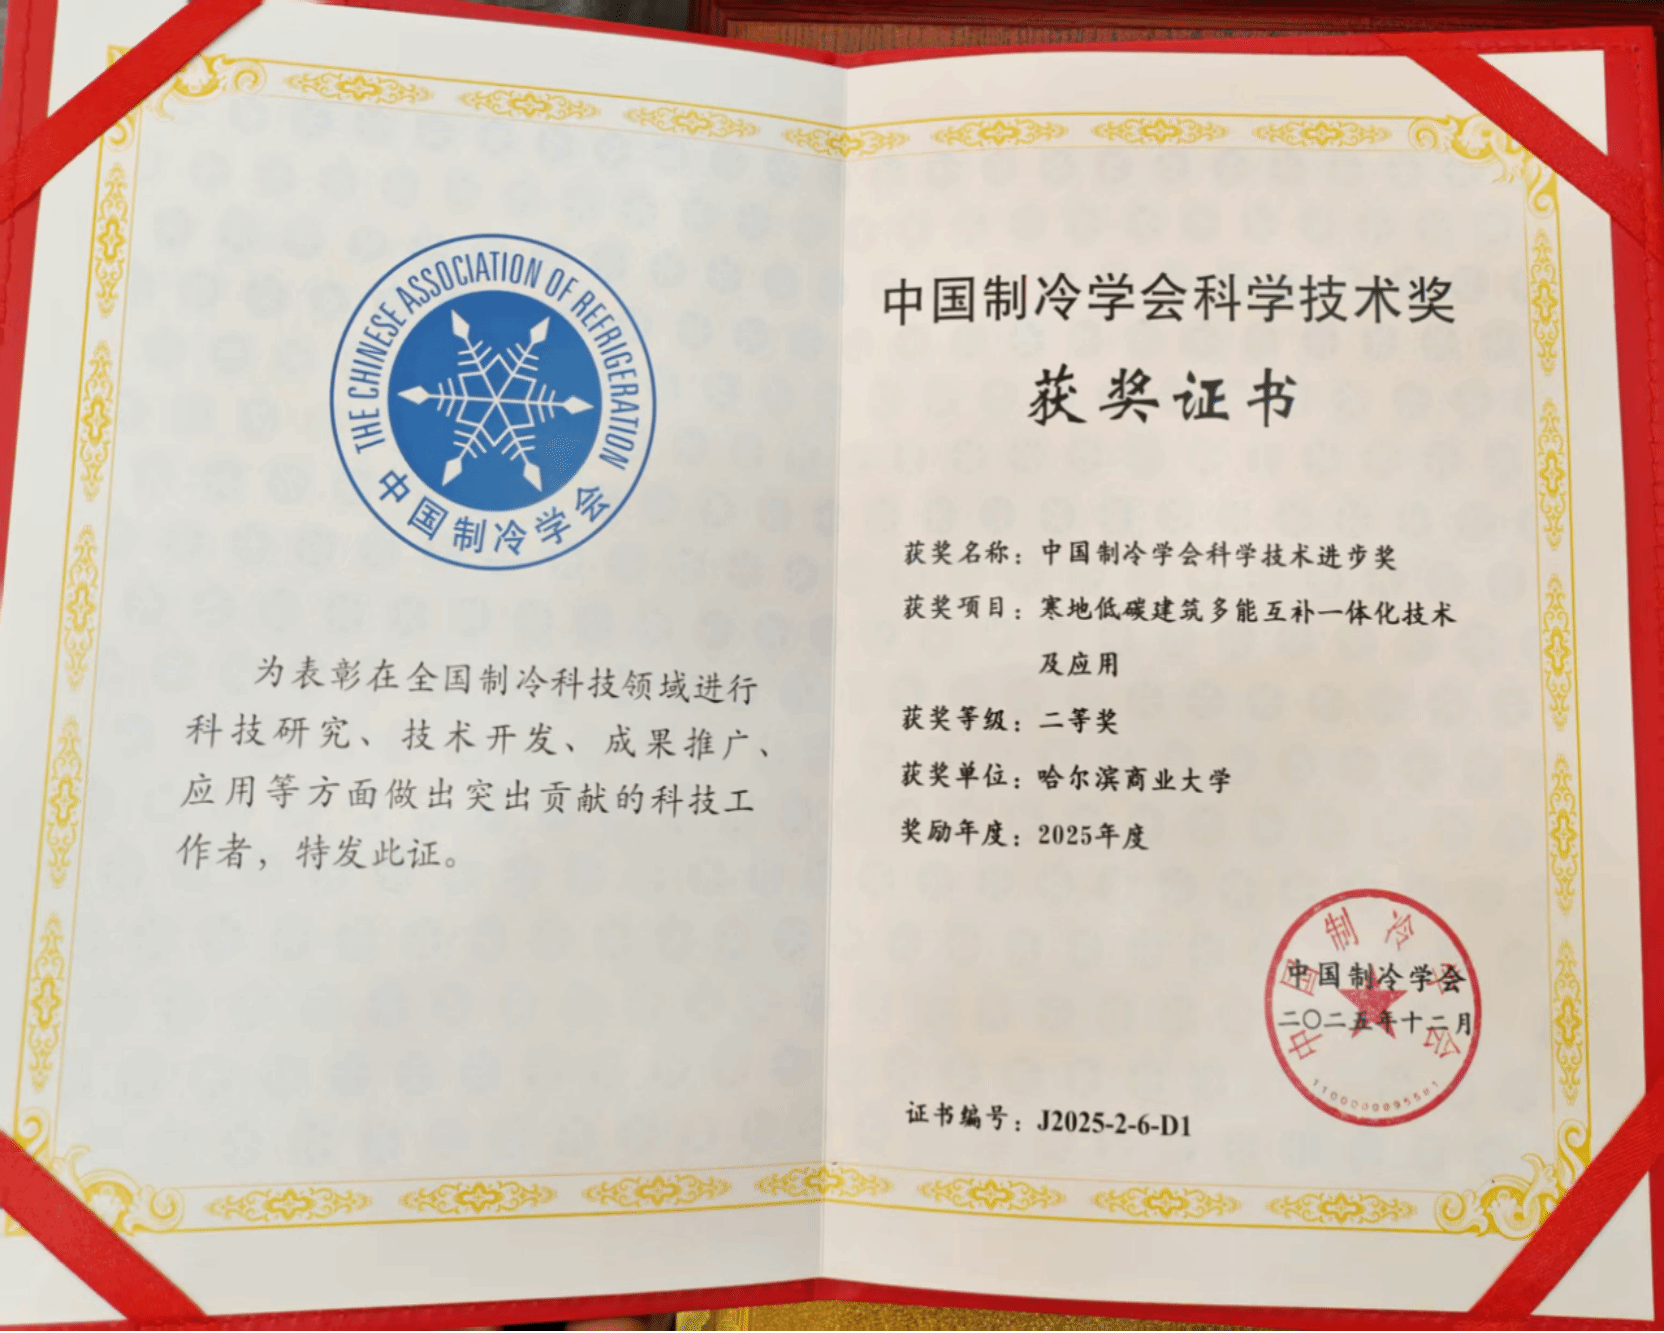 THE CHINESE ASSOCIATION OF REFRIGERATION
中国制冷学会
为表彰在全国制冷科技领域进行
科技研究、技术开发、成果推广、
应用等方面做出突出贡献的科技工
作者，特发此证。
中国制冷学会科学技术奖
获奖证书
获奖名称：中国制冷学会科学技术进步奖
获奖项目：寒地低碳建筑多能互补一体化技术
及应用
获奖等级：二等奖
获奖单位：哈尔滨商业大学
奖励年度：2025年度
中国制冷学会
中国制冷学会
二〇二五年十二月
证书编号：J2025-2-6-D1